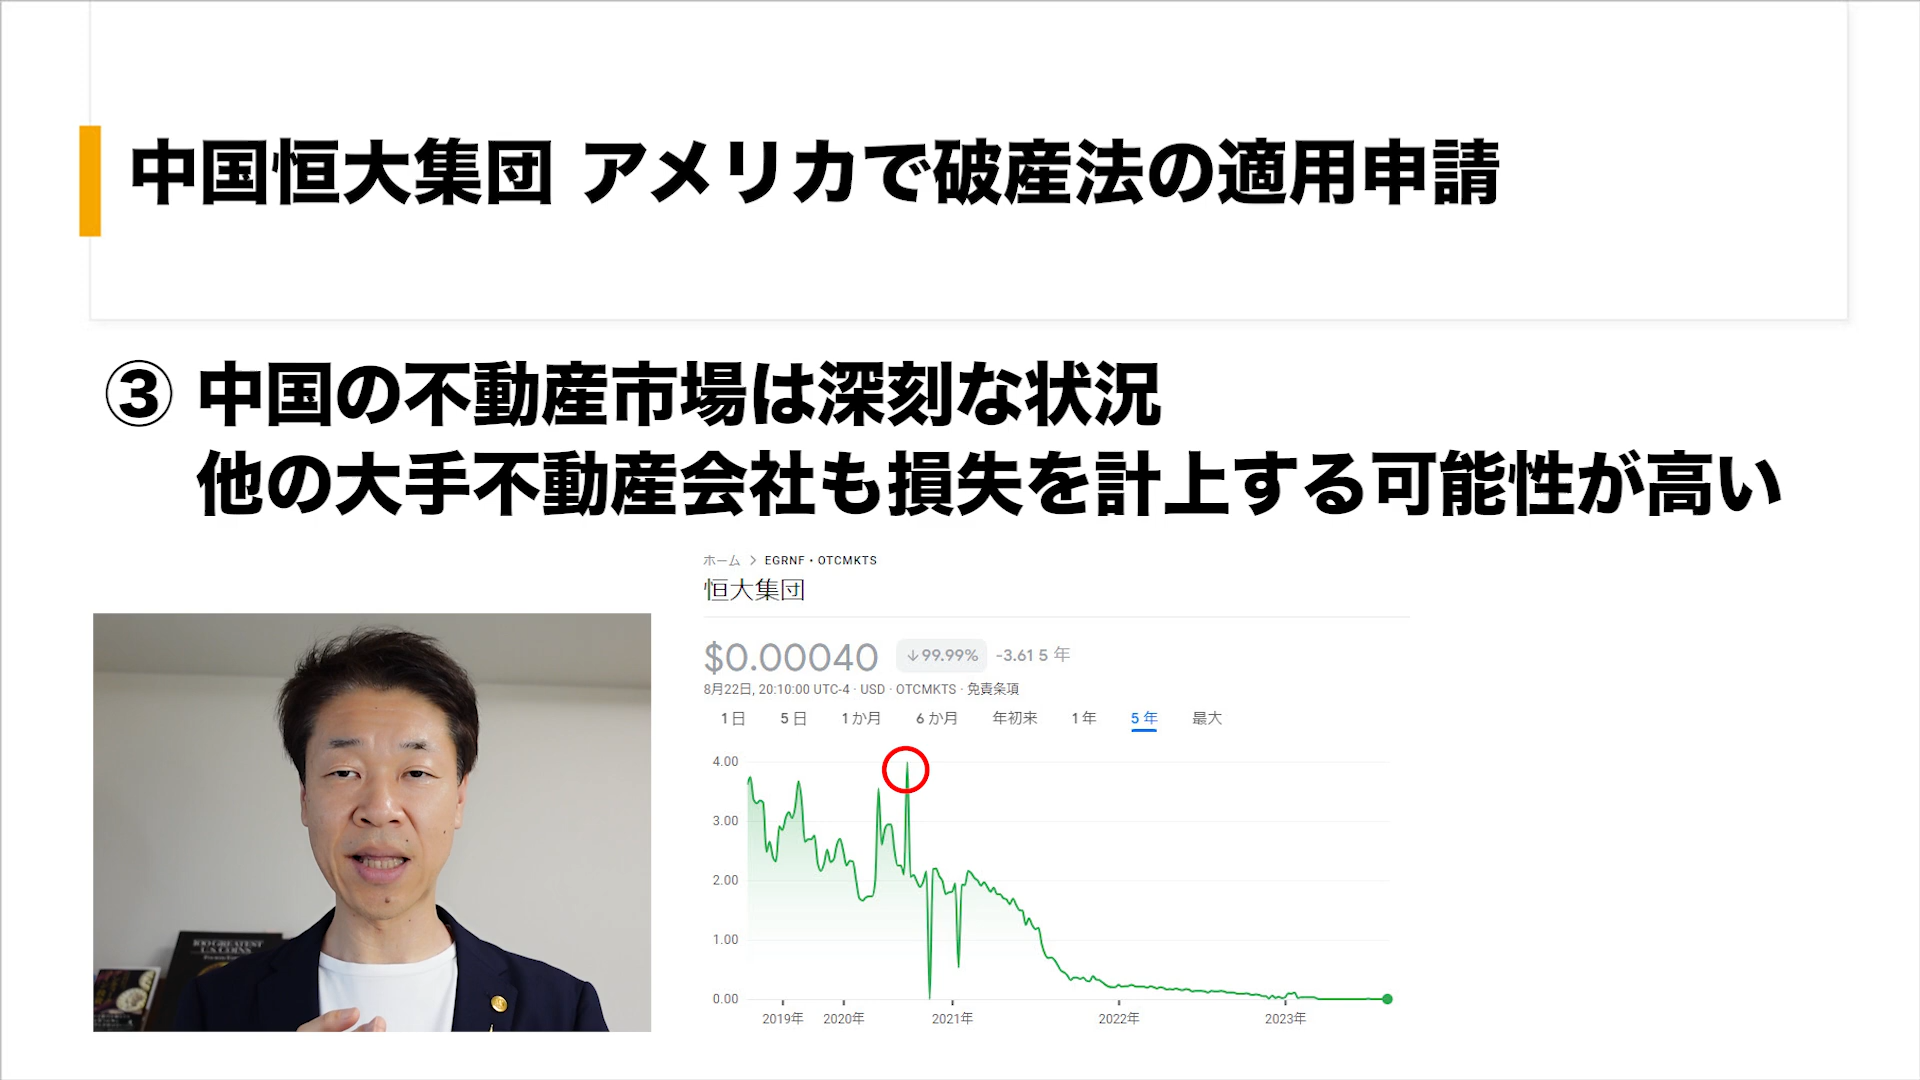 中国恒大集団 アメリカで破産法の適用申請
③ 中国の不動産市場は深刻な状況
他の大手不動産会社も損失を計上する可能性が高い
ホーム > EGRNF・OTCMKTS
恒大集団
$0.00040 ↓99.99% -3.61 5 年
8月22日, 20:10:00 UTC-4 · USD · OTCMKTS · 免責条項
1日 5日 1か月 6か月 年初来 1年 5年 最大
4.00
3.00
2.00
1.00
0.00
2019年 2020年 2021年 2022年 2023年
100 GREATEST
U.S. COINS